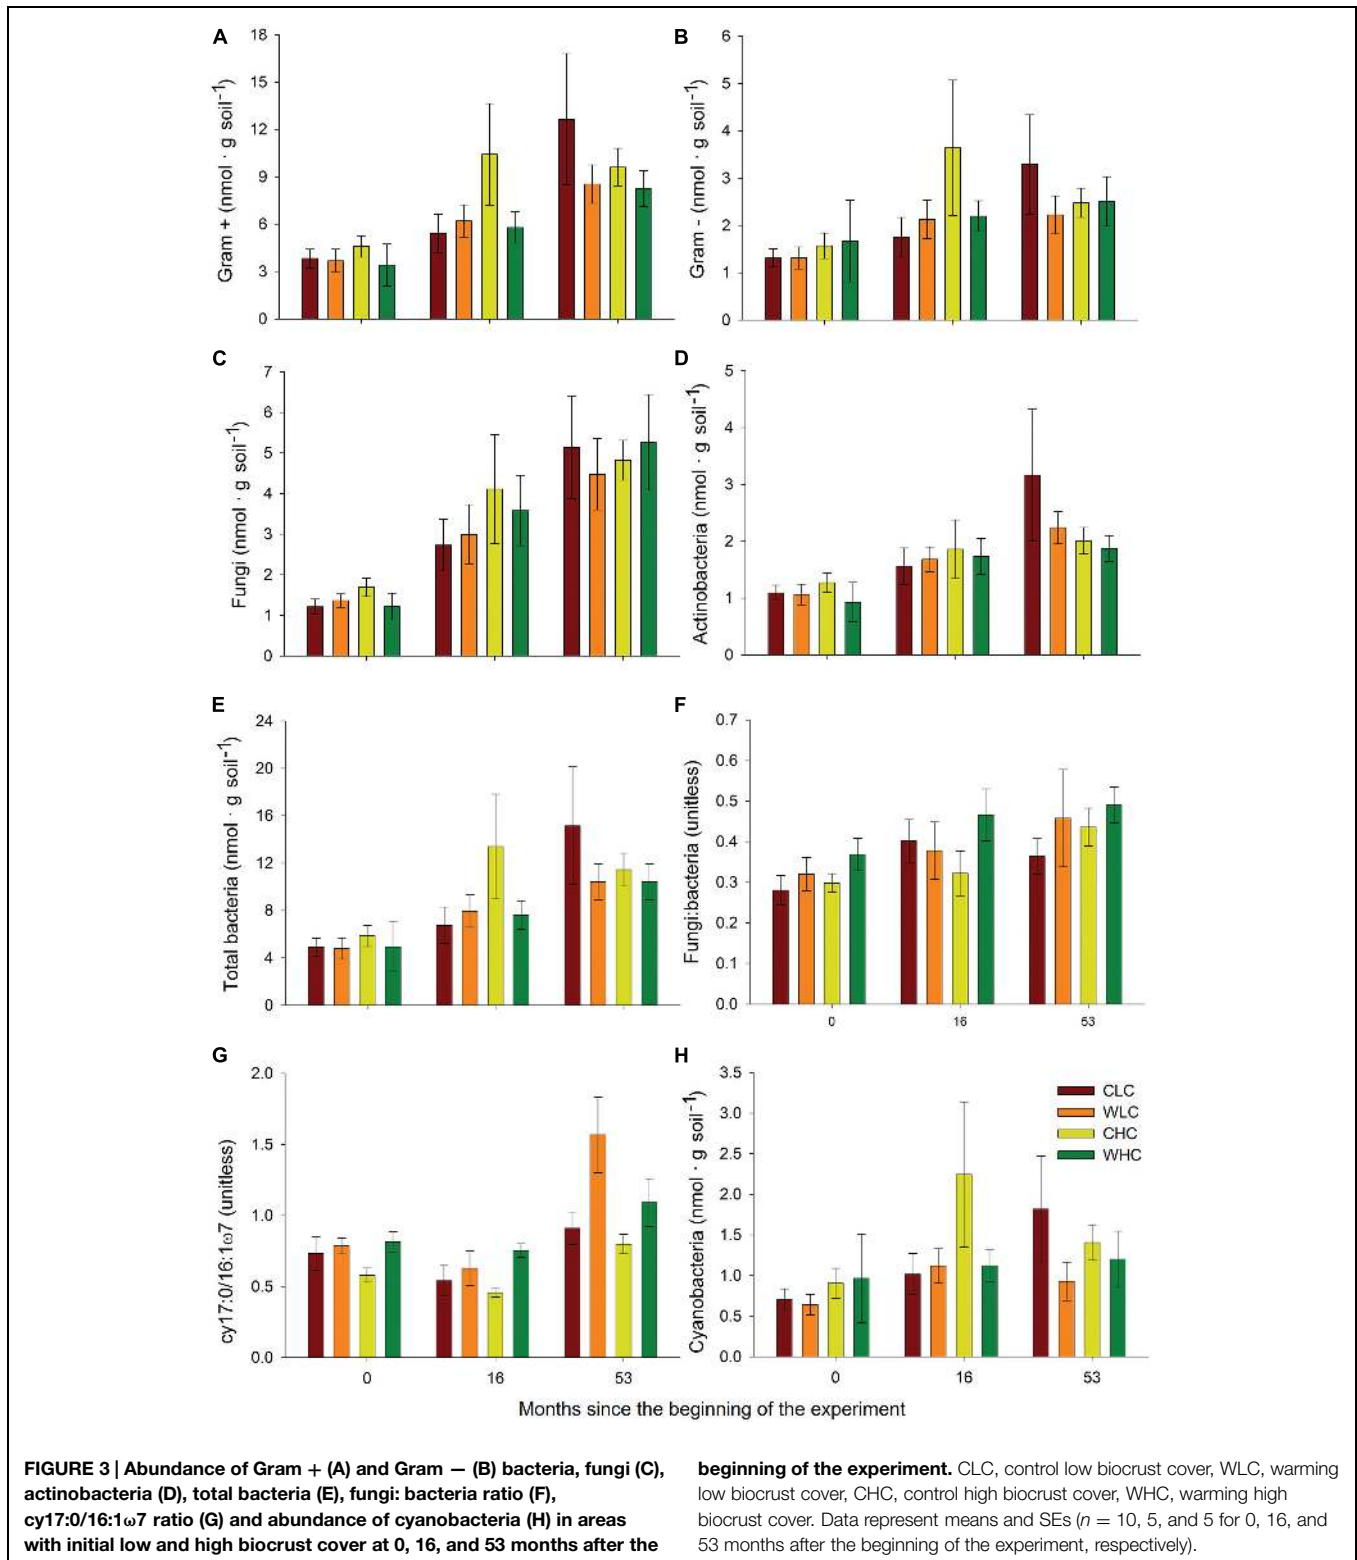 A
18
15
12
9
6
3
0
Gram + (nmol · g soil⁻¹)
B
6
5
4
3
2
1
0
Gram - (nmol · g soil⁻¹)
C
7
6
5
4
3
2
1
0
Fungi (nmol · g soil⁻¹)
D
5
4
3
2
1
0
Actinobacteria (nmol · g soil⁻¹)
E
24
20
16
12
8
4
0
Total bacteria (nmol · g soil⁻¹)
F
0.7
0.6
0.5
0.4
0.3
0.2
0.1
0.0
Fungi:bacteria (unitless)
0 16 53
G
2.0
1.5
1.0
0.5
0.0
cy17:0/16:1ω7 (unitless)
0 16 53
H
3.5
3.0
2.5
2.0
1.5
1.0
0.5
0.0
Cyanobacteria (nmol · g soil⁻¹)
CLC
WLC
CHC
WHC
0 16 53
Months since the beginning of the experiment
FIGURE 3 | Abundance of Gram + (A) and Gram − (B) bacteria, fungi (C),
actinobacteria (D), total bacteria (E), fungi: bacteria ratio (F),
cy17:0/16:1ω7 ratio (G) and abundance of cyanobacteria (H) in areas
with initial low and high biocrust cover at 0, 16, and 53 months after the
beginning of the experiment. CLC, control low biocrust cover, WLC, warming
low biocrust cover, CHC, control high biocrust cover, WHC, warming high
biocrust cover. Data represent means and SEs (n = 10, 5, and 5 for 0, 16, and
53 months after the beginning of the experiment, respectively).